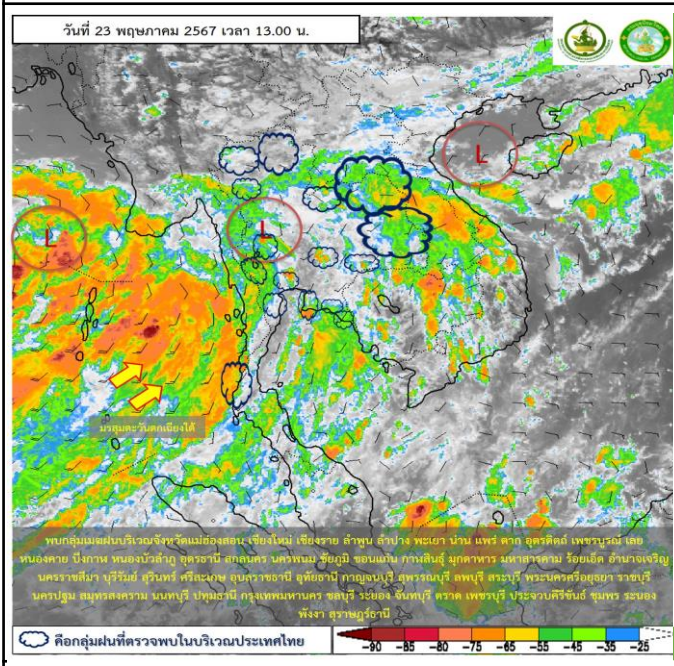 วันที่ 23 พฤษภาคม 2567 เวลา 13.00 น.
L
L
L
มรสุมตะวันตกเฉียงใต้
พบกลุ่มเมฆฝนบริเวณจังหวัดแม่ฮ่องสอน เชียงใหม่ เชียงราย ลำพูน ลำปาง พะเยา น่าน แพร่ ตาก อุตรดิตถ์ เพชรบูรณ์ เลย
หนองคาย บึงกาฬ หนองบัวลำภู อุดรธานี สกลนคร นครพนม ชัยภูมิ ขอนแก่น กาฬสินธุ์ มุกดาหาร มหาสารคาม ร้อยเอ็ด อำนาจเจริญ
นครราชสีมา บุรีรัมย์ สุรินทร์ ศรีสะเกษ อุบลราชธานี อุทัยธานี กาญจนบุรี สุพรรณบุรี ลพบุรี สระบุรี พระนครศรีอยุธยา ราชบุรี
นครปฐม สมุทรสงคราม นนทบุรี ปทุมธานี กรุงเทพมหานคร ชลบุรี ระยอง จันทบุรี ตราด เพชรบุรี ประจวบคีรีขันธ์ ชุมพร ระนอง
พังงา สุราษฎร์ธานี
คือกลุ่มฝนที่ตรวจพบในบริเวณประเทศไทย
-90 -85 -80 -75 -65 -55 -45 -35 -25